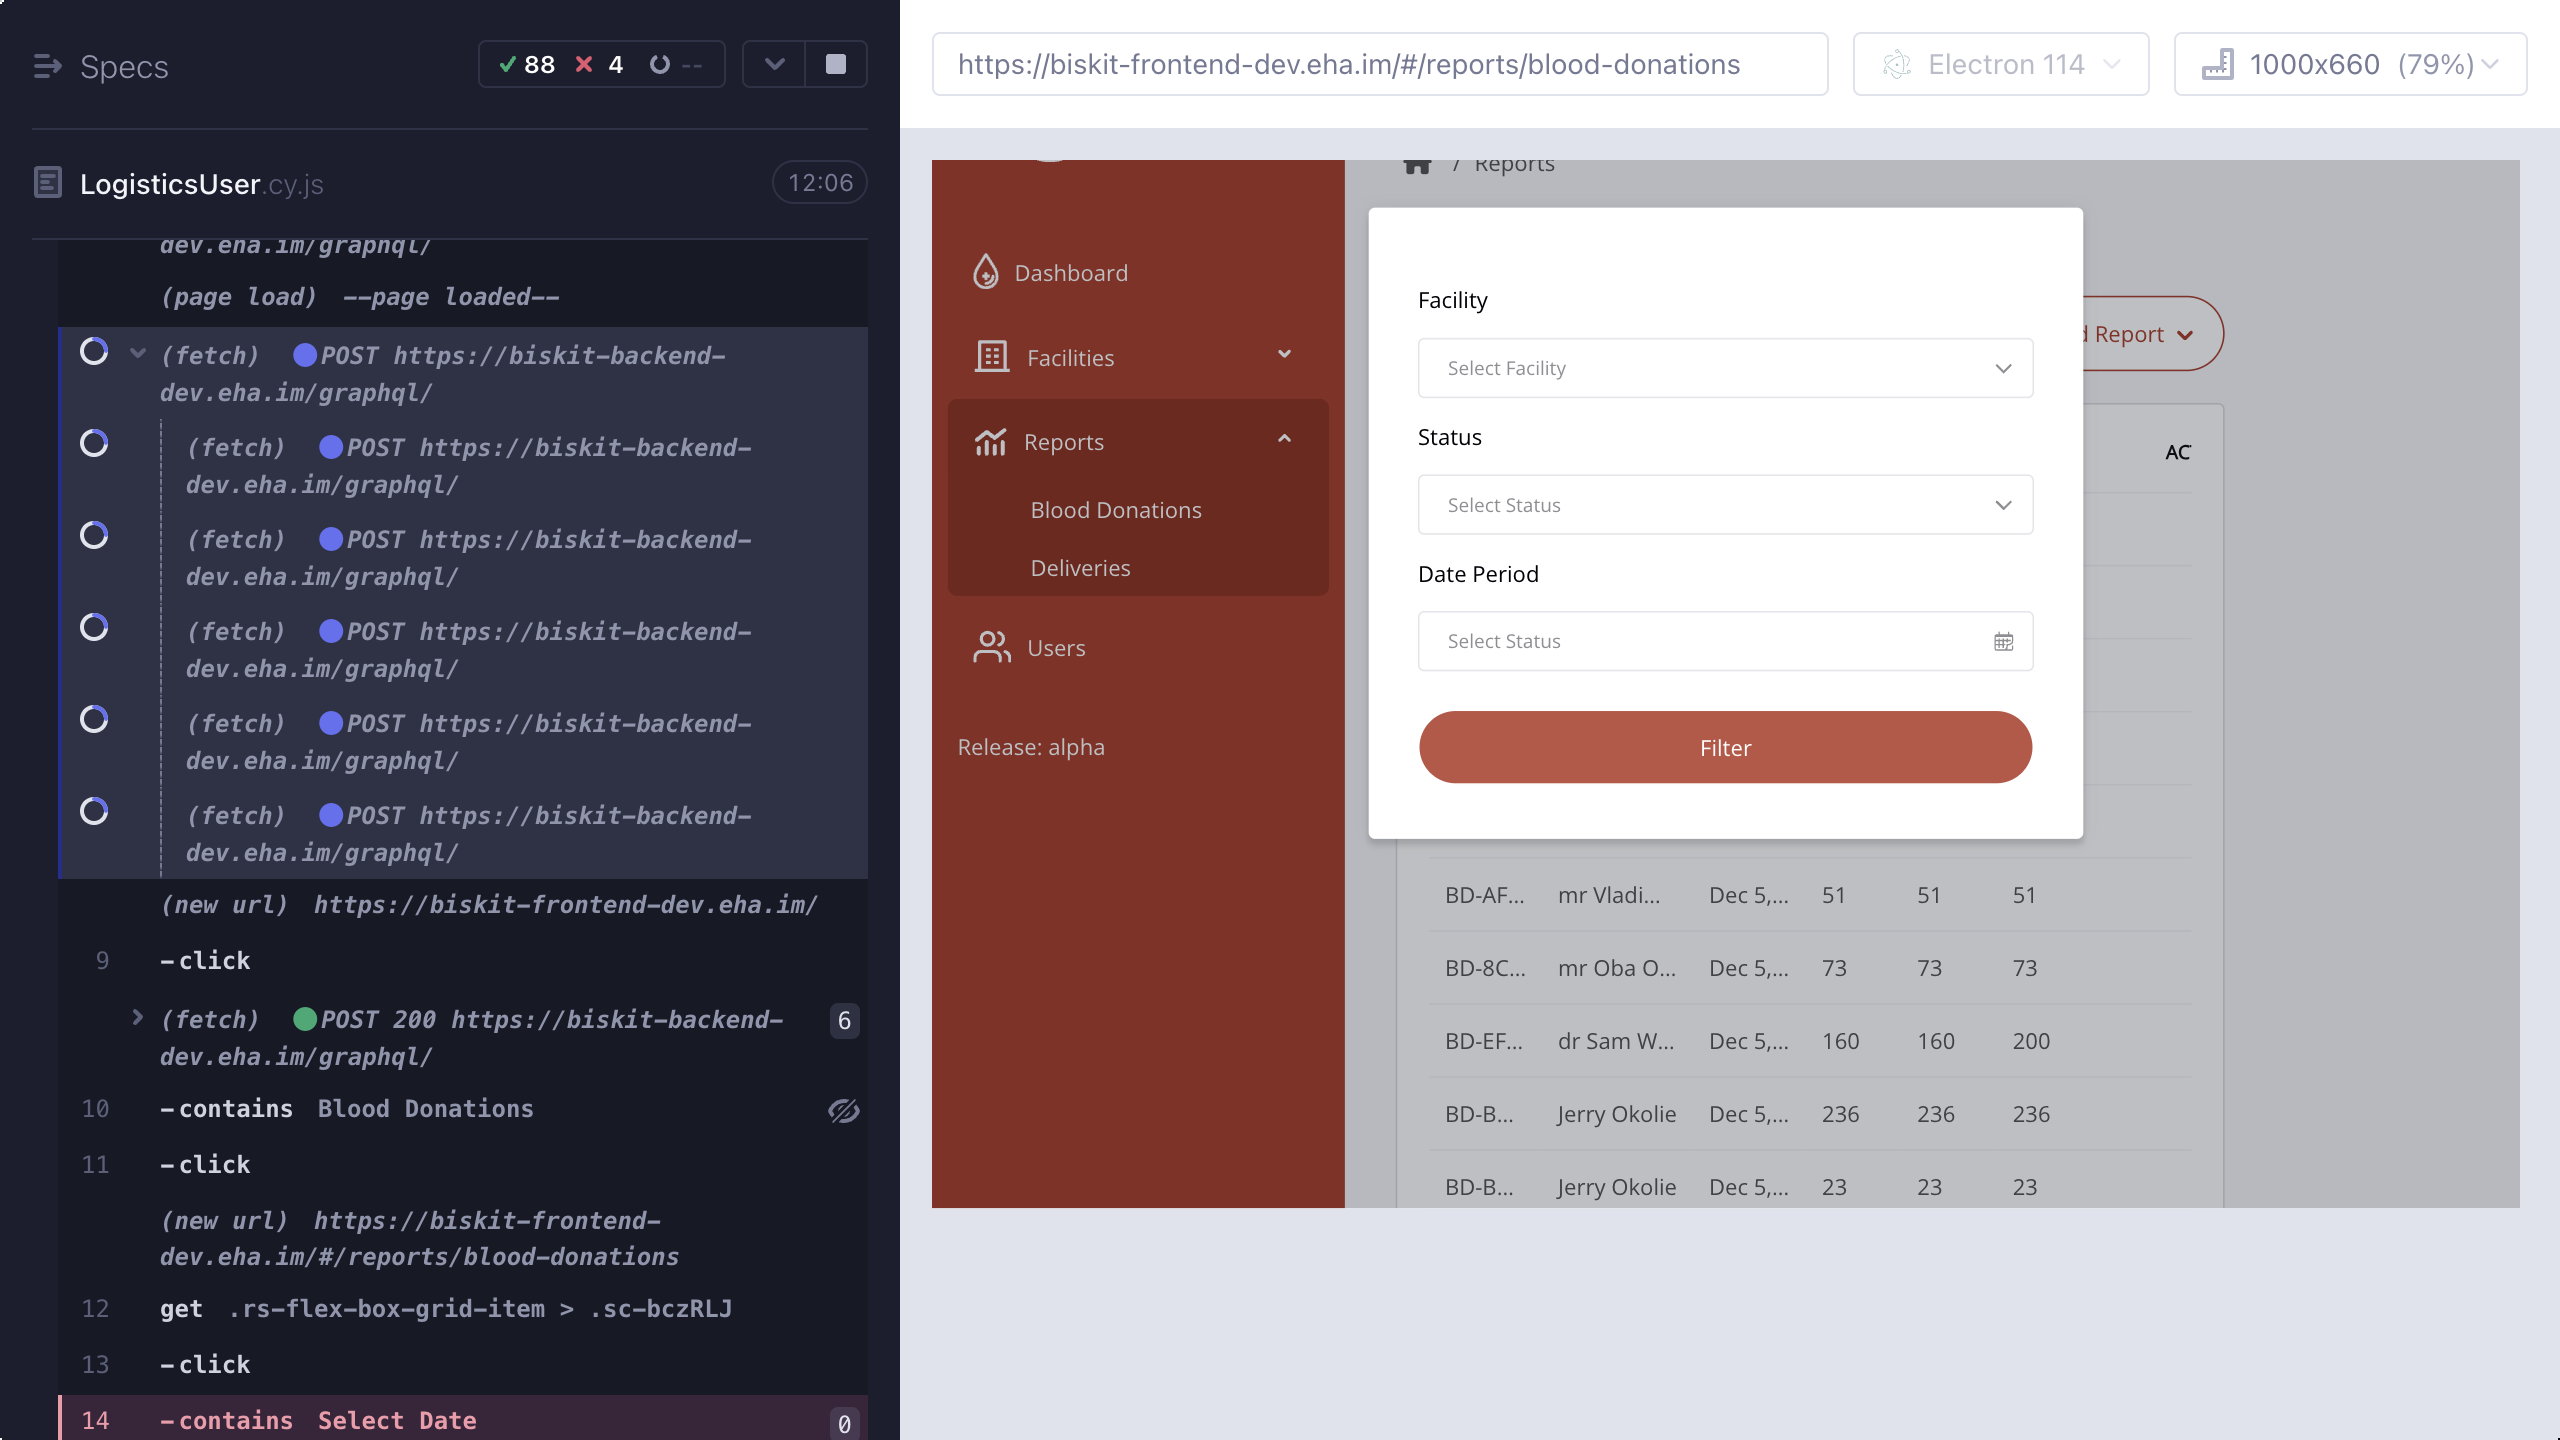 Specs
88 4 --
LogisticsUser.cy.js
12:06
dev.eha.im/graphql/
(page load) --page loaded--
(fetch) POST https://biskit-backend-
dev.eha.im/graphql/
(fetch) POST https://biskit-backend-
dev.eha.im/graphql/
(fetch) POST https://biskit-backend-
dev.eha.im/graphql/
(fetch) POST https://biskit-backend-
dev.eha.im/graphql/
(fetch) POST https://biskit-backend-
dev.eha.im/graphql/
(fetch) POST https://biskit-backend-
dev.eha.im/graphql/
(new url) https://biskit-frontend-dev.eha.im/
9 -click
(fetch) POST 200 https://biskit-backend- 6
dev.eha.im/graphql/
10 -contains Blood Donations
11 -click
(new url) https://biskit-frontend-
dev.eha.im/#/reports/blood-donations
12 get .rs-flex-box-grid-item > .sc-bczRLJ
13 -click
14 -contains Select Date 0
https://biskit-frontend-dev.eha.im/#/reports/blood-donations
Electron 114
1000x660 (79%)
/ Reports
Dashboard
Facilities
Reports
Blood Donations
Deliveries
Users
Release: alpha
Facility
Select Facility
Status
Select Status
Date Period
Select Status
Filter
d Report
AC
BD-AF... mr Vladi... Dec 5,... 51 51 51
BD-8C... mr Oba O... Dec 5,... 73 73 73
BD-EF... dr Sam W... Dec 5,... 160 160 200
BD-B... Jerry Okolie Dec 5,... 236 236 236
BD-B... Jerry Okolie Dec 5,... 23 23 23